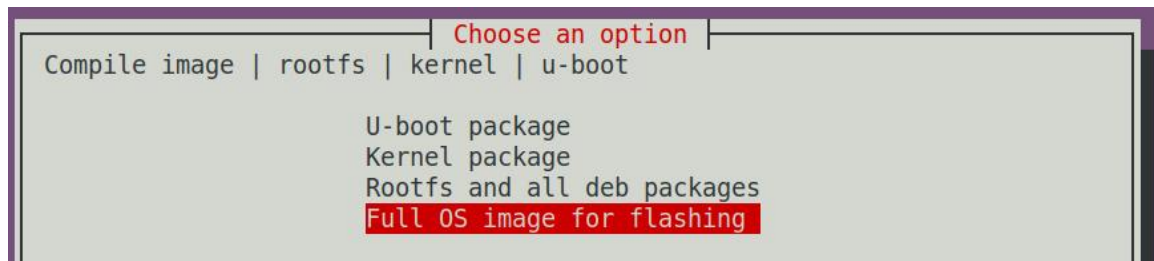 Choose an option
Compile image | rootfs | kernel | u-boot
U-boot package
Kernel package
Rootfs and all deb packages
Full OS image for flashing